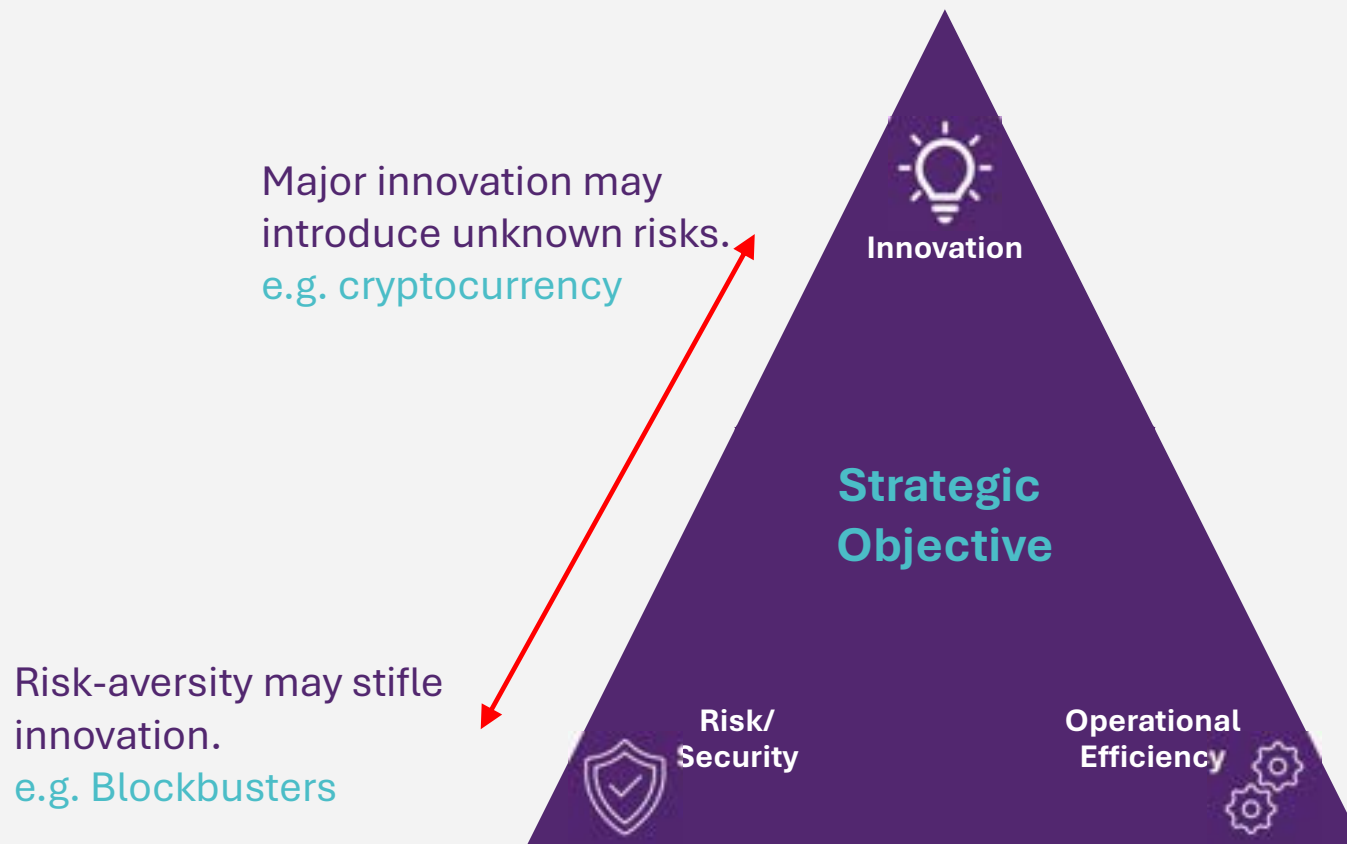 Major innovation may
introduce unknown risks.
e.g. cryptocurrency
Innovation
Strategic
Objective
Risk-aversity may stifle
innovation.
e.g. Blockbusters
Risk/
Security
Operational
Efficiency